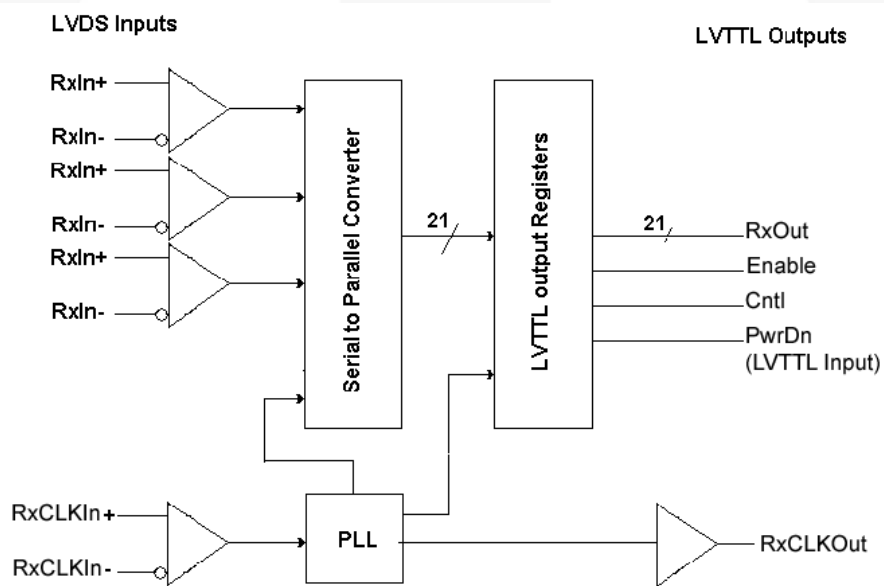 LVDS Inputs
LVTTL Outputs
RxIn+
RxIn-
RxIn+
RxIn-
RxIn+
RxIn-
Serial to Parallel Converter
21
LVTTL output Registers
21
RxOut
Enable
Cntl
PwrDn
(LVTTL Input)
RxCLKIn+
RxCLKIn-
PLL
RxCLKOut